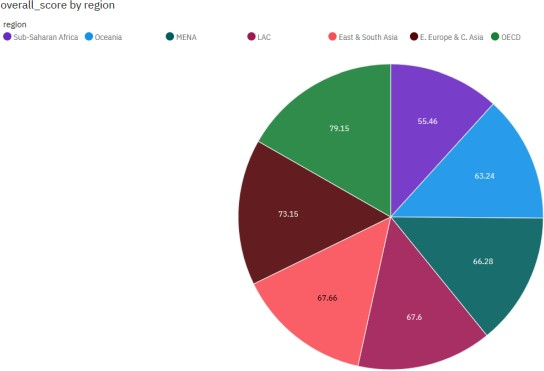 overall_score by region
region
Sub-Saharan Africa Oceania MENA LAC East & South Asia E. Europe & C. Asia OECD
55.46
79.15
63.24
73.15
66.28
67.66
67.6